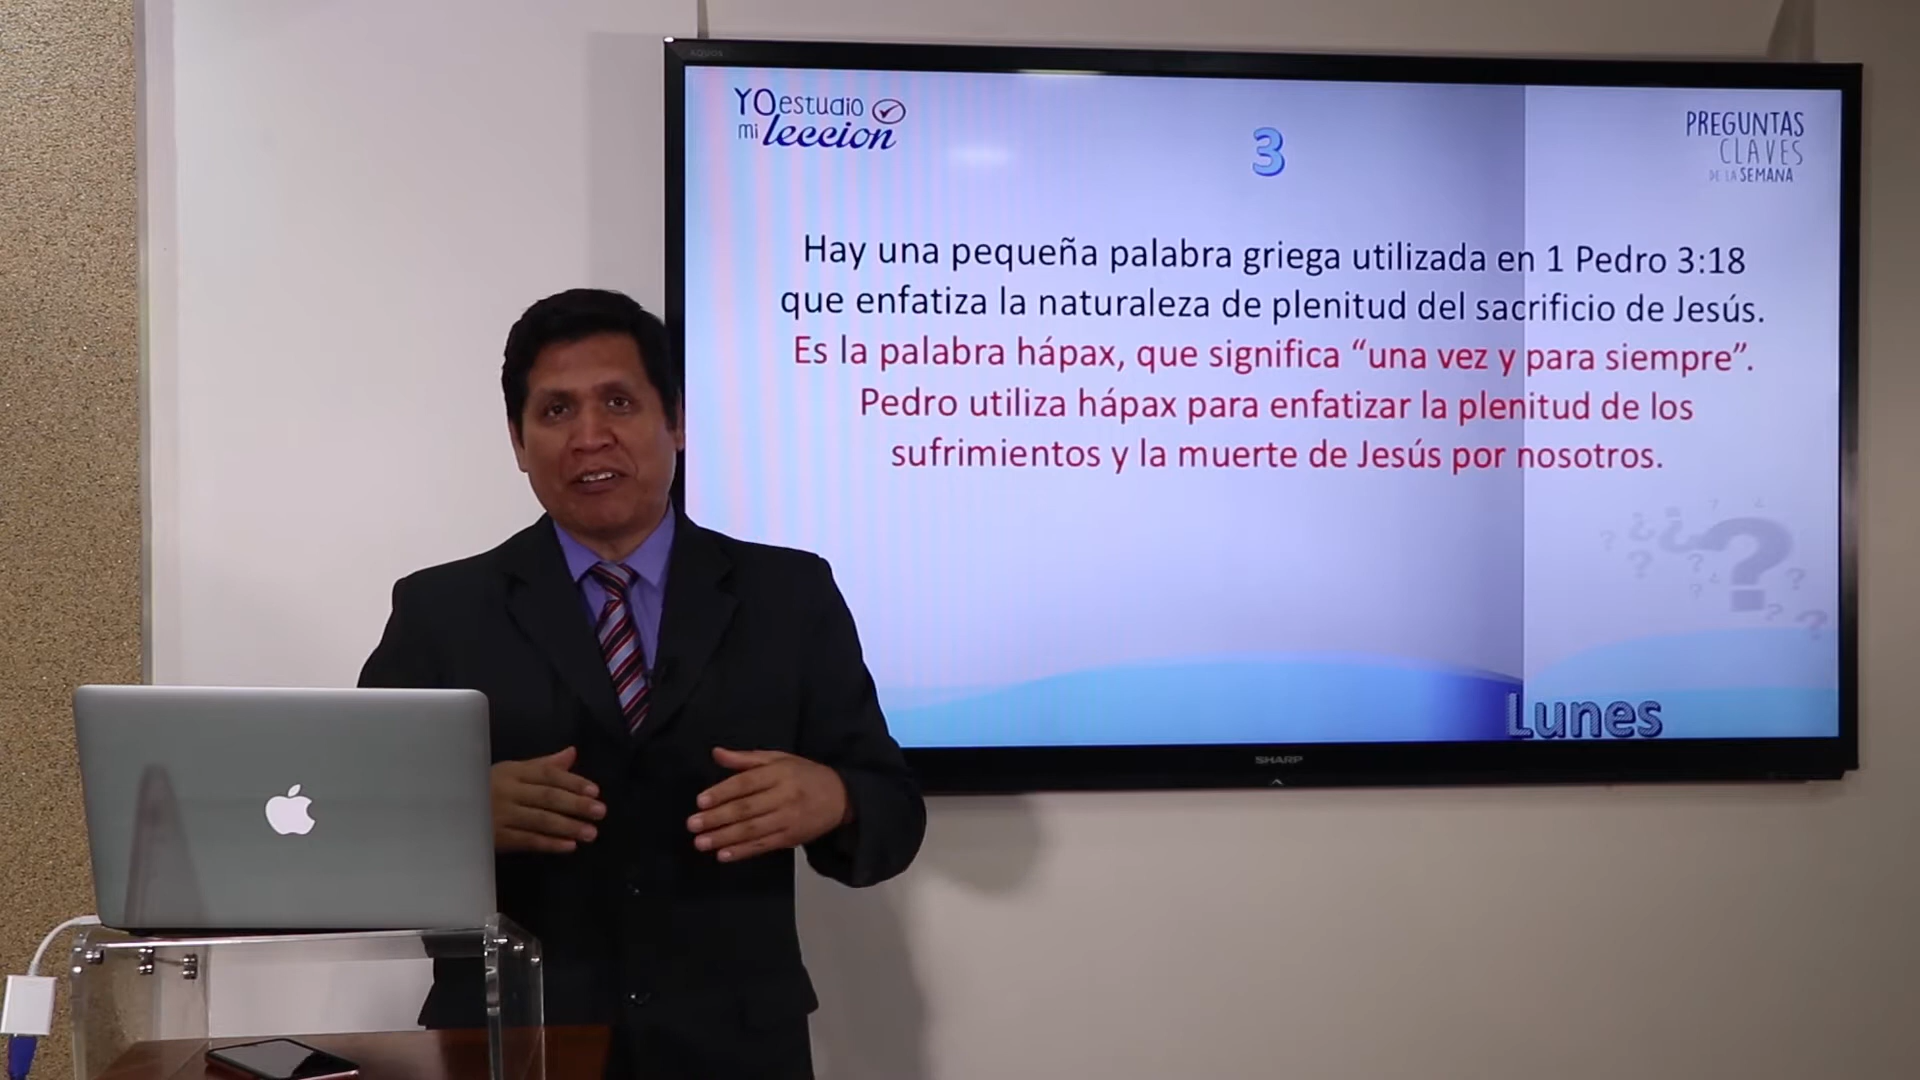 AQUOS
YO estudio
mi leccion
3
PREGUNTAS
CLAVES
DE LA SEMANA
Hay una pequeña palabra griega utilizada en 1 Pedro 3:18
que enfatiza la naturaleza de plenitud del sacrificio de Jesús.
Es la palabra hápax, que significa “una vez y para siempre”.
Pedro utiliza hápax para enfatizar la plenitud de los
sufrimientos y la muerte de Jesús por nosotros.
Lunes
SHARP